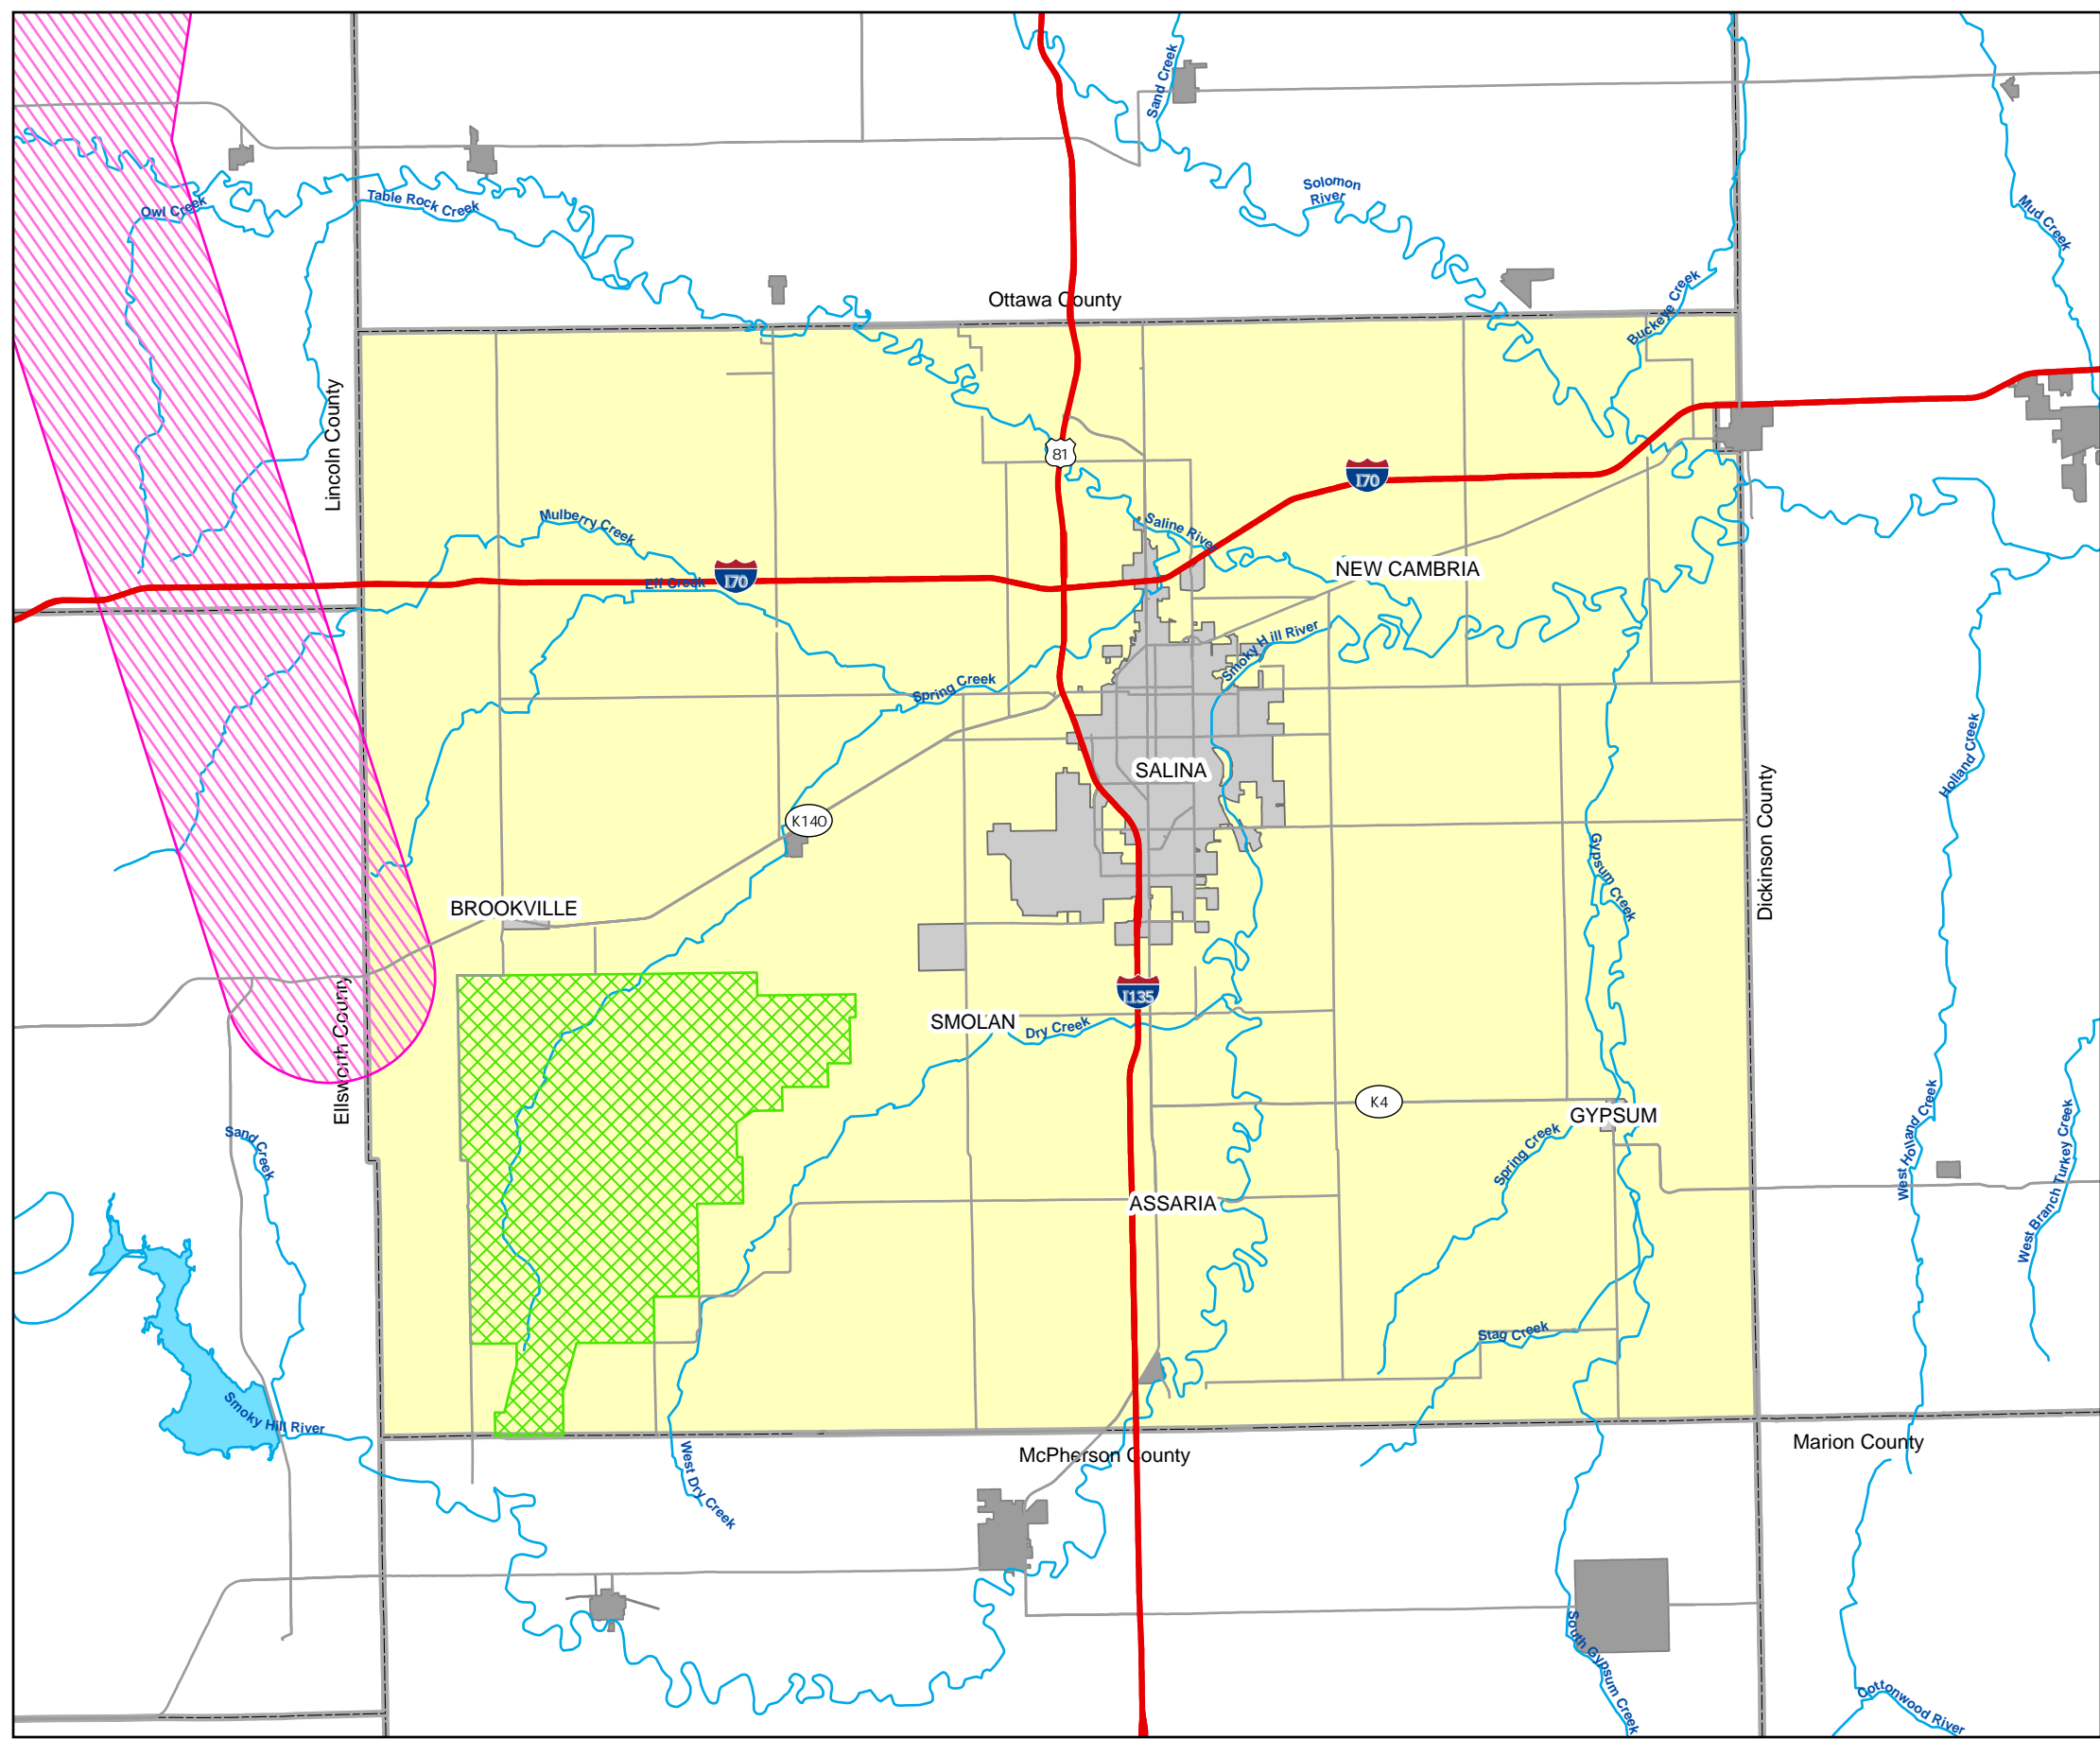 Sand Creek
Solomon
River
Owl Creek
Table Rock Creek
Mud Creek
Ottawa County
Buckeye Creek
Lincoln County
81
I70
Mulberry Creek
Saline River
I70
Eff Creek
NEW CAMBRIA
Smoky Hill River
Spring Creek
Holland Creek
SALINA
Dickinson County
K140
Gypsum Creek
BROOKVILLE
I135
SMOLAN
Dry Creek
Ellsworth County
K4
GYPSUM
Sand Creek
Spring Creek
West Holland Creek
West Branch Turkey Creek
ASSARIA
Stag Creek
Smoky Hill River
McPherson County
Marion County
West Dry Creek
South Gypsum Creek
Cottonwood River